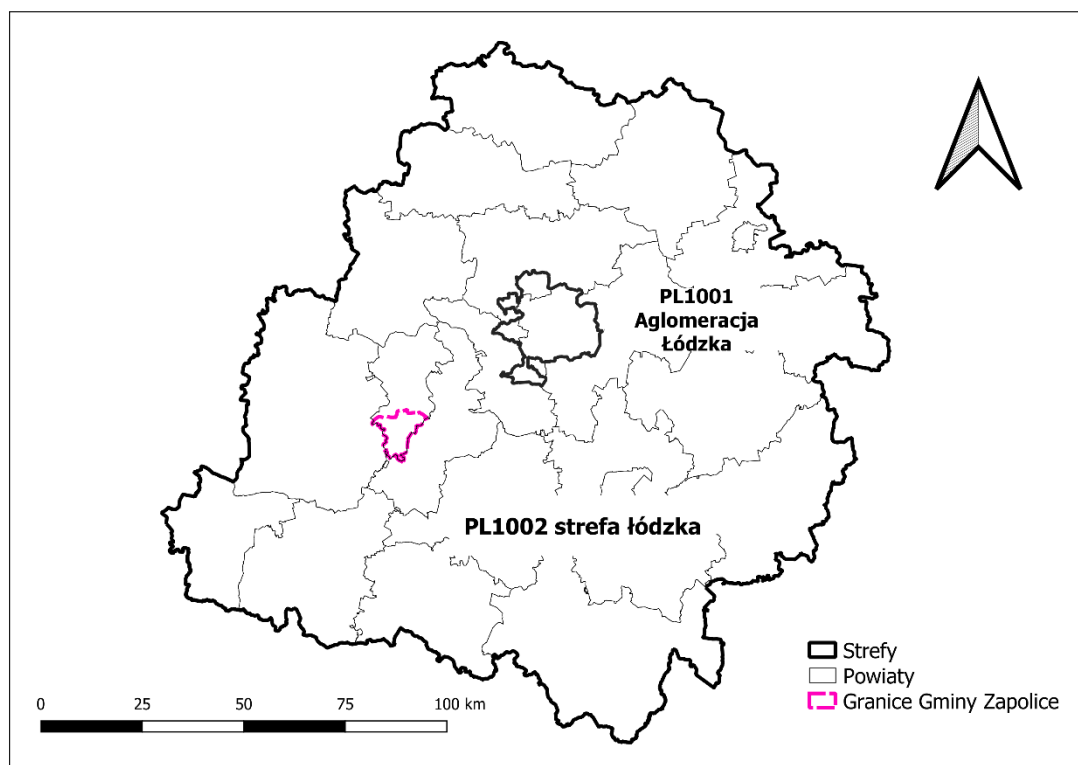 PL1001
Aglomeracja
Łódzka
PL1002 strefa łódzka
Strefy
Powiaty
Granice Gminy Zapolice
0 25 50 75 100 km